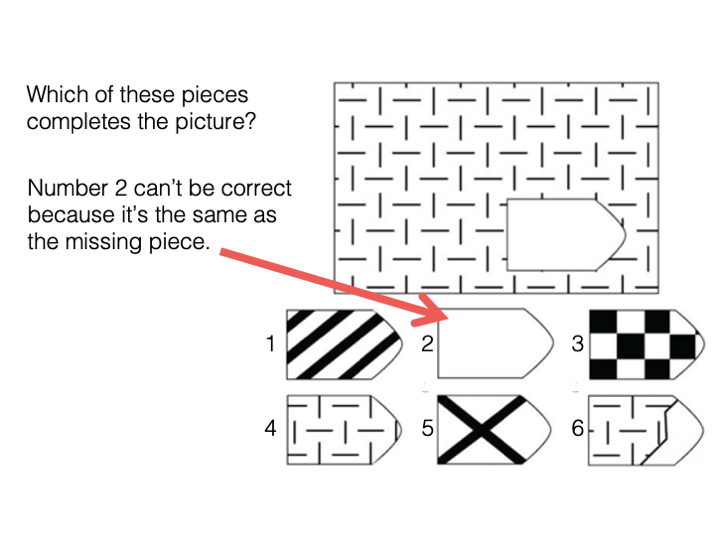 Which of these pieces
completes the picture?
Number 2 can't be correct
because it's the same as
the missing piece.
1
2
3
4
5
6